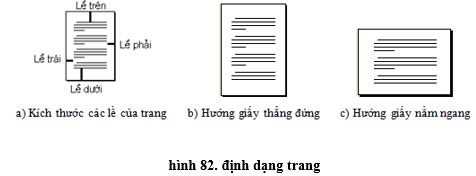 Lề trên
Lề phải
Lề trái
Lề dưới
a) Kích thước các lề của trang
b) Hướng giấy thẳng đứng
c) Hướng giấy nằm ngang
hình 82. định dạng trang